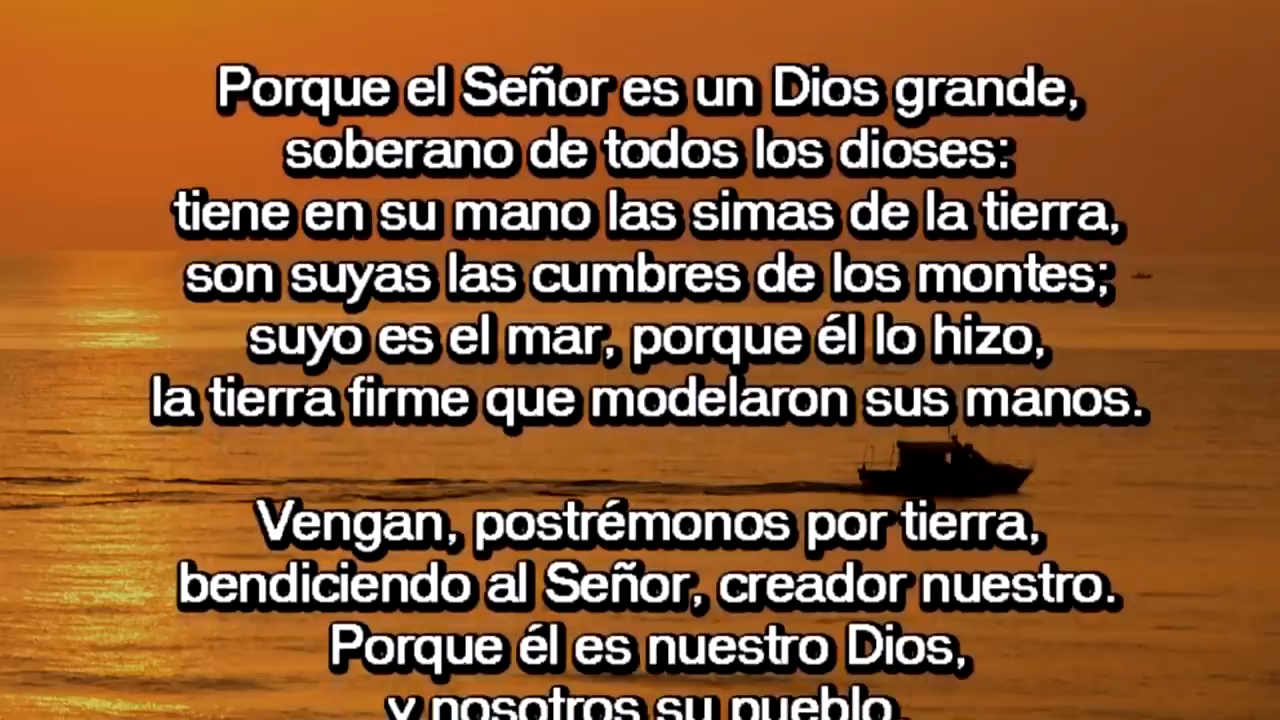 Porque el Señor es un Dios grande,
soberano de todos los dioses:
tiene en su mano las simas de la tierra,
son suyas las cumbres de los montes;
suyo es el mar, porque él lo hizo,
la tierra firme que modelaron sus manos.
Vengan, postrémonos por tierra,
bendiciendo al Señor, creador nuestro.
Porque él es nuestro Dios,
y nosotros su pueblo,